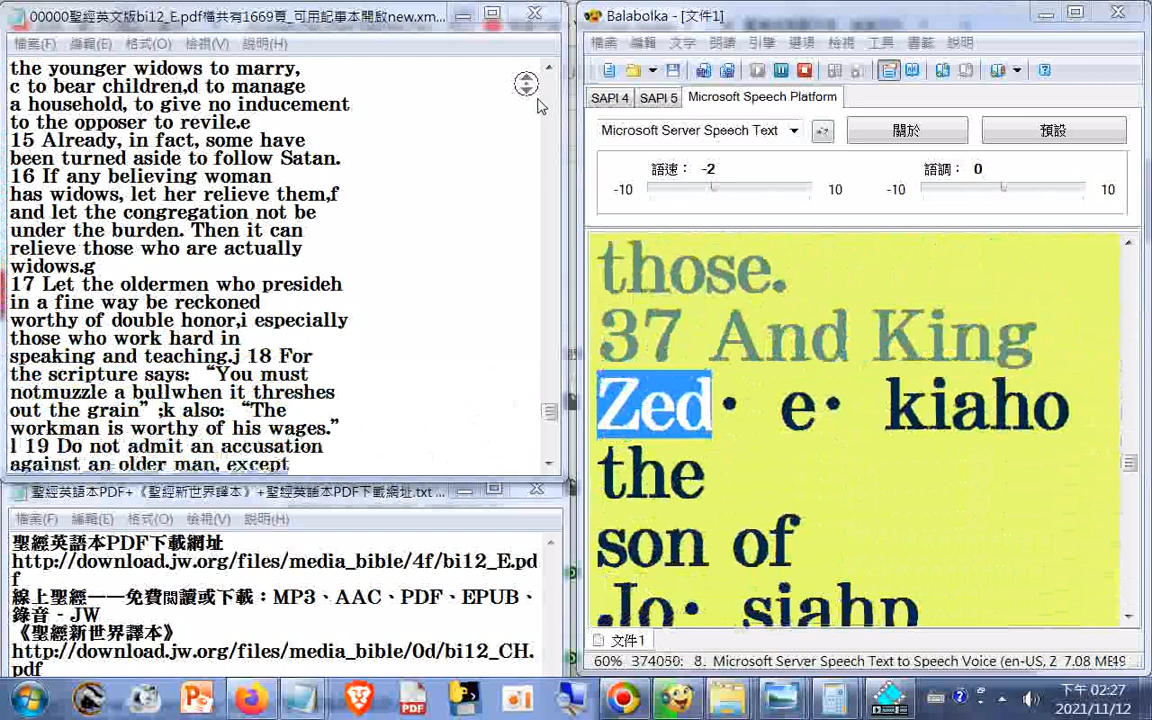 00000聖經英文版bi12_E.pdf檔共有1669頁_可用記事本開啟new.xm...
檔案(F) 編輯(E) 格式(O) 檢視(V) 說明(H)
the younger widows to marry,
c to bear children,d to manage
a household, to give no inducement
to the opposer to revile.e
15 Already, in fact, some have
been turned aside to follow Satan.
16 If any believing woman
has widows, let her relieve them,f
and let the congregation not be
under the burden. Then it can
relieve those who are actually
widows.g
17 Let the oldermen who presideh
in a fine way be reckoned
worthy of double honor,i especially
those who work hard in
speaking and teaching.j 18 For
the scripture says: “You must
notmuzzle a bullwhen it threshes
out the grain”;k also: “The
workman is worthy of his wages.”
l 19 Do not admit an accusation
against an older man, except
聖經英語本PDF+《聖經新世界譯本》+聖經英語本PDF下載網址.txt ...
檔案(F) 編輯(E) 格式(O) 檢視(V) 說明(H)
聖經英語本PDF下載網址
http://download.jw.org/files/media_bible/4f/bi12_E.pd
f
線上聖經——免費閱讀或下載：MP3、AAC、PDF、EPUB、
錄音 - JW
《聖經新世界譯本》
http://download.jw.org/files/media_bible/0d/bi12_CH.
pdf
Balabolka - [文件1]
檔案 編輯 文字 朗讀 引擎 選項 檢視 工具 書籤 說明
SAPI 4 SAPI 5 Microsoft Speech Platform
Microsoft Server Speech Text 關於 預設
語速： -2 語調： 0
-10 10 -10 10
those.
37 And King
Zed· e· kiaho
the
son of
Jo· siahp
文件1
60% 374050: 8. Microsoft Server Speech Text to Speech Voice (en-US, 2 7.08 ME49
PDF
下午 02:27
2021/11/12